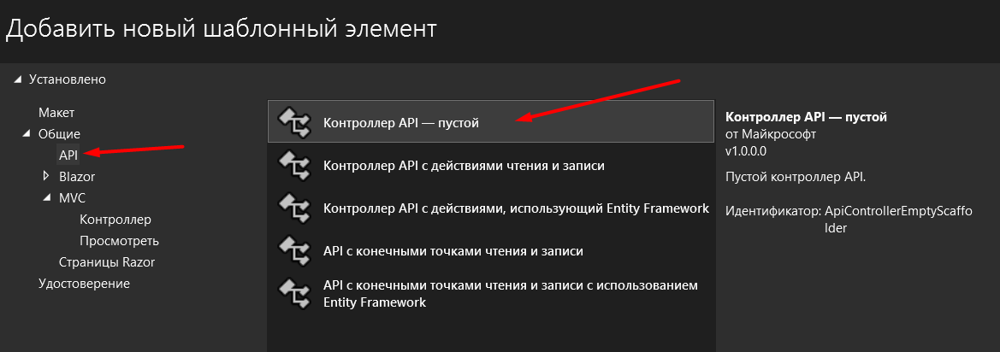 Добавить новый шаблонный элемент
Установлено
Макет
Общие
API
Blazor
MVC
Контроллер
Просмотреть
Страницы Razor
Удостоверение
Контроллер API — пустой
Контроллер API с действиями чтения и записи
Контроллер API с действиями, использующий Entity Framework
API с конечными точками чтения и записи
API с конечными точками чтения и записи с использованием
Entity Framework
Контроллер API — пустой
от Майкрософт
v1.0.0.0
Пустой контроллер API.
Идентификатор: ApiControllerEmptyScaffo
lder